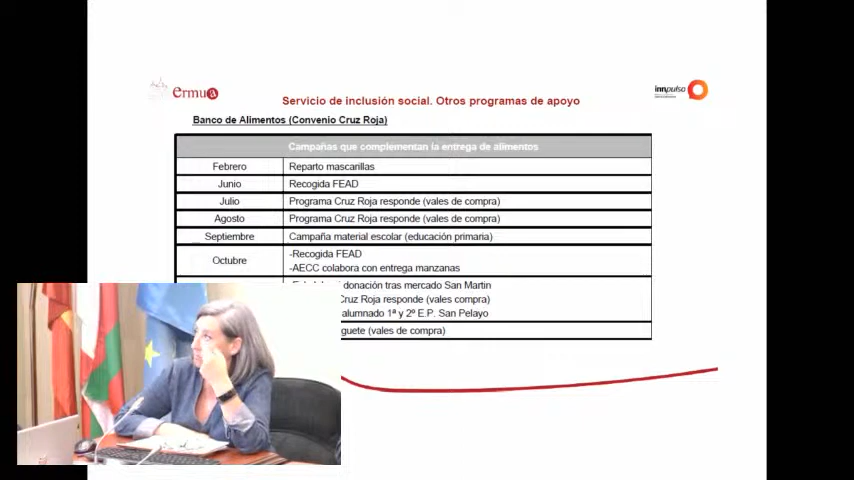 ermua
innpulso
Servicio de inclusión social. Otros programas de apoyo
Banco de Alimentos (Convenio Cruz Roja)
Campañas que complementan la entrega de alimentos
Febrero Reparto mascarillas
Junio Recogida FEAD
Julio Programa Cruz Roja responde (vales de compra)
Agosto Programa Cruz Roja responde (vales de compra)
Septiembre Campaña material escolar (educación primaria)
Octubre
-Recogida FEAD
-AECC colabora con entrega manzanas
donación tras mercado San Martin
Cruz Roja responde (vales de compra)
alumnado 1ª y 2º E.P. San Pelayo
guete (vales de compra)